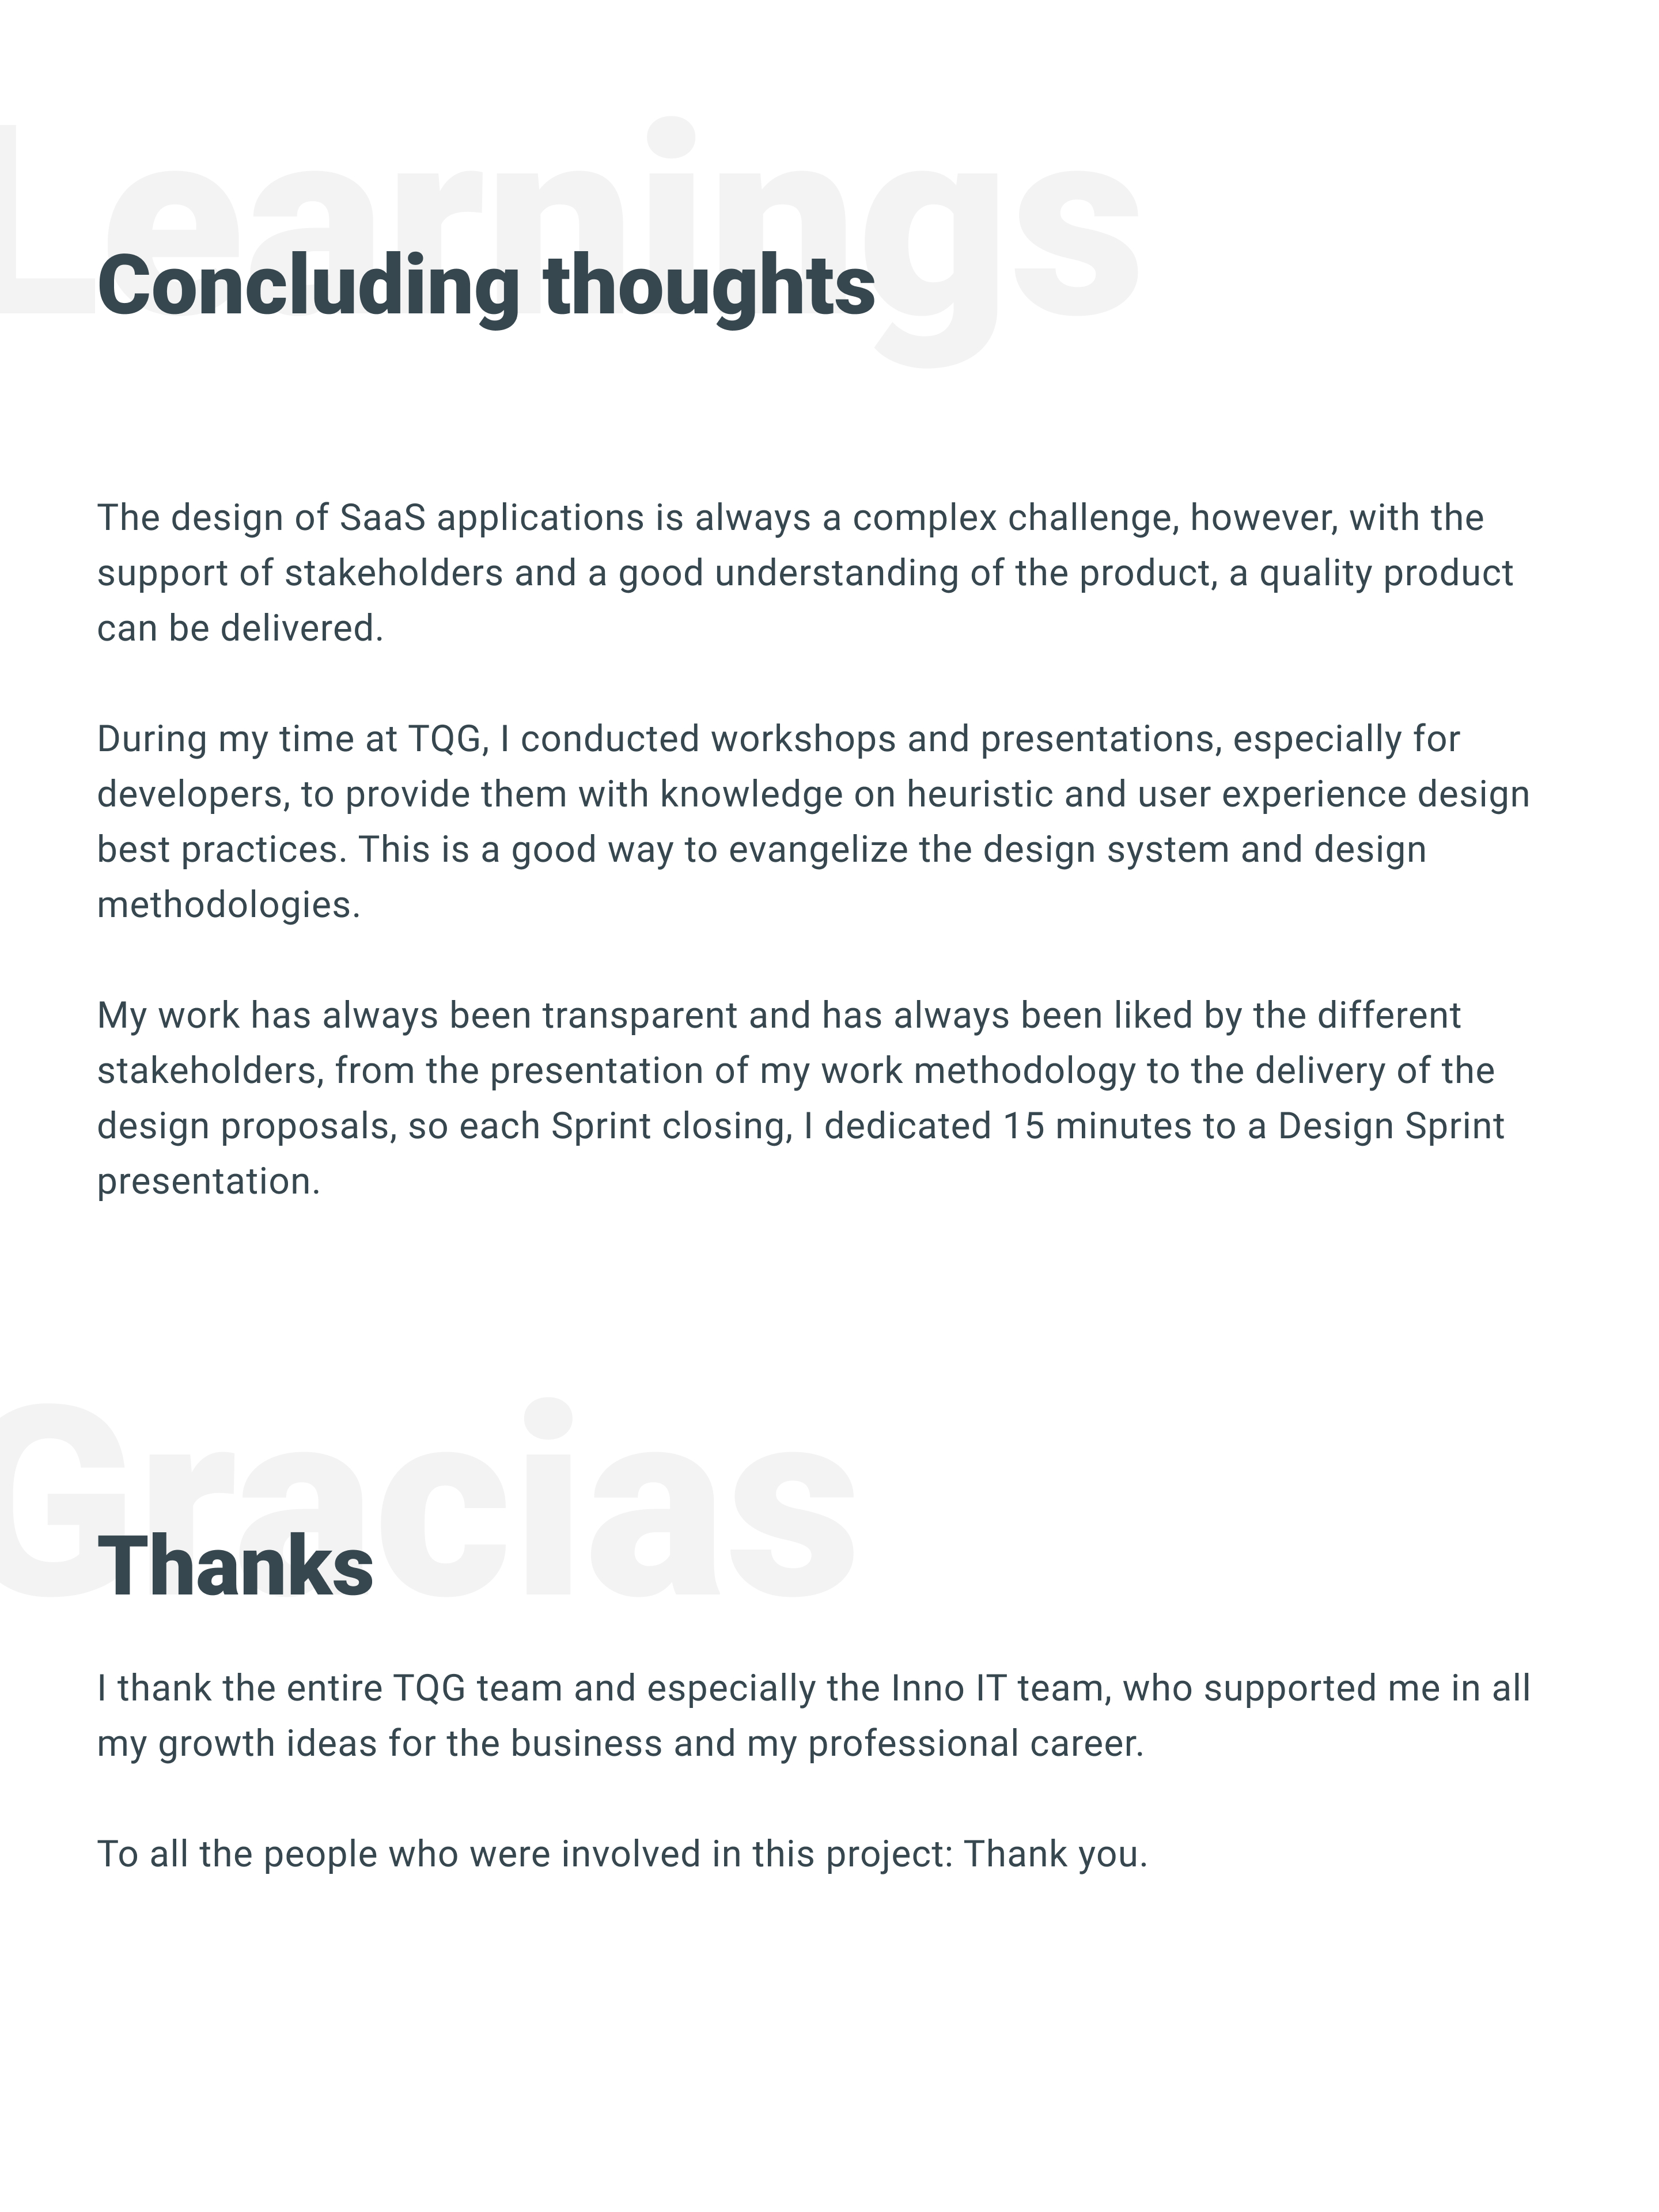 Learnings
Concluding thoughts
The design of SaaS applications is always a complex challenge, however, with the
support of stakeholders and a good understanding of the product, a quality product
can be delivered.
During my time at TQG, I conducted workshops and presentations, especially for
developers, to provide them with knowledge on heuristic and user experience design
best practices. This is a good way to evangelize the design system and design
methodologies.
My work has always been transparent and has always been liked by the different
stakeholders, from the presentation of my work methodology to the delivery of the
design proposals, so each Sprint closing, I dedicated 15 minutes to a Design Sprint
presentation.
Gracias
Thanks
I thank the entire TQG team and especially the Inno IT team, who supported me in all
my growth ideas for the business and my professional career.
To all the people who were involved in this project: Thank you.